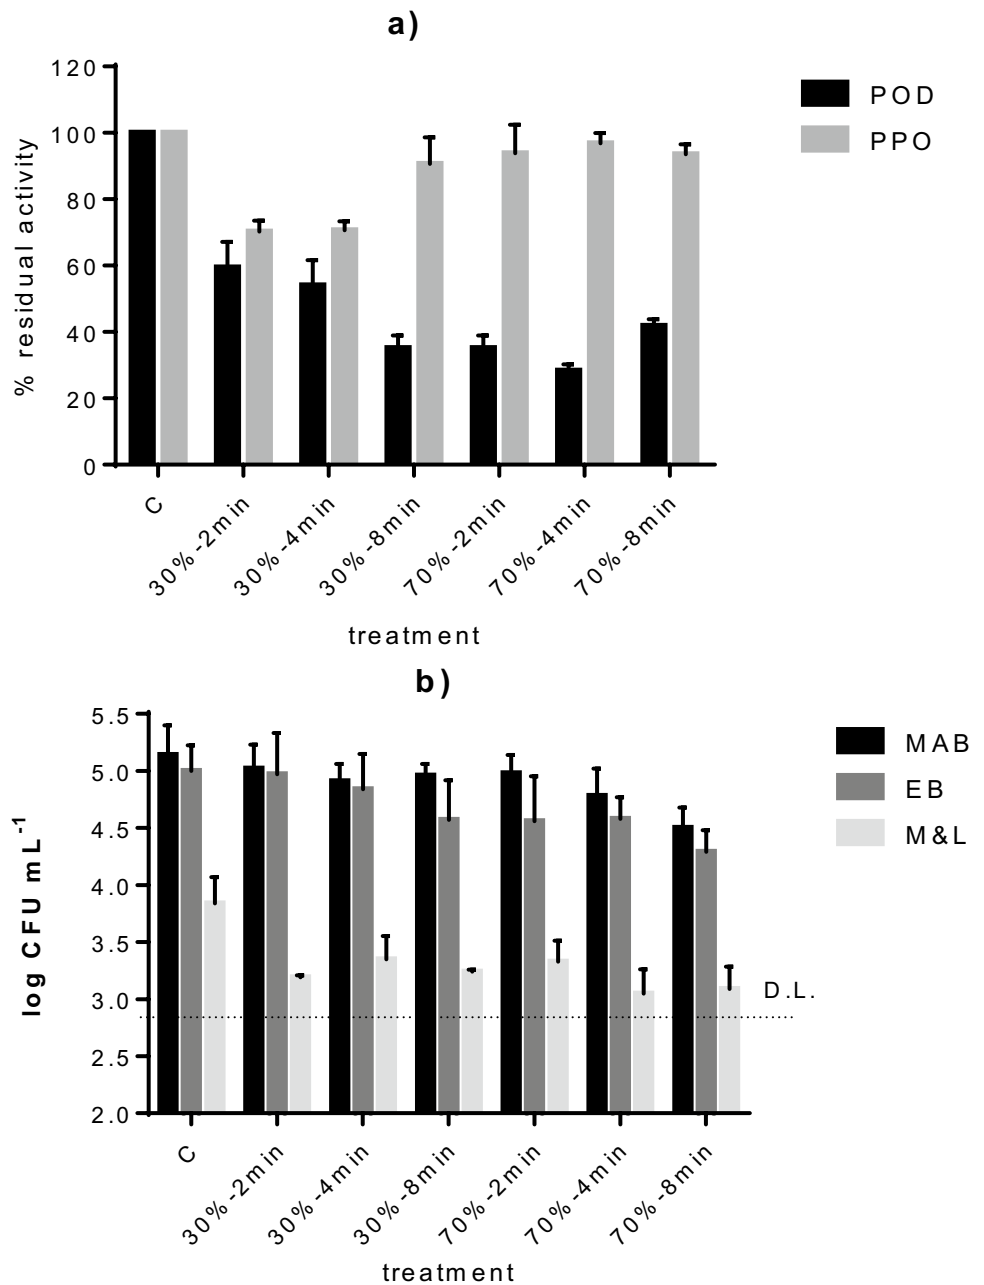 a)
120
100
80
60
40
20
0
% residual activity
POD
PPO
C
30%-2min
30%-4min
30%-8min
70%-2min
70%-4min
70%-8min
treatment
b)
5.5
5.0
4.5
4.0
3.5
3.0
2.5
2.0
log CFU mL⁻¹
MAB
EB
M&L
D.L.
C
30%-2min
30%-4min
30%-8min
70%-2min
70%-4min
70%-8min
treatment